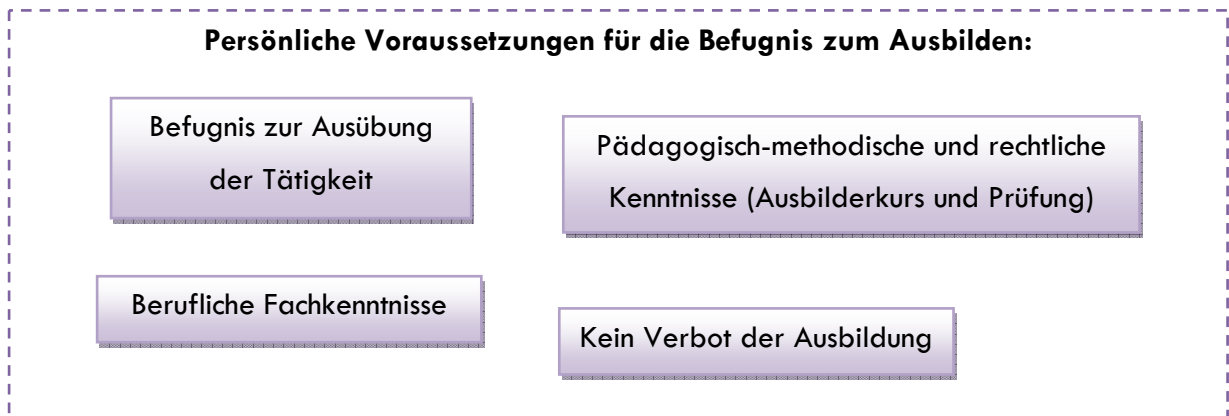 Persönliche Voraussetzungen für die Befugnis zum Ausbilden:
Befugnis zur Ausübung
der Tätigkeit
Pädagogisch-methodische und rechtliche
Kenntnisse (Ausbilderkurs und Prüfung)
Berufliche Fachkenntnisse
Kein Verbot der Ausbildung